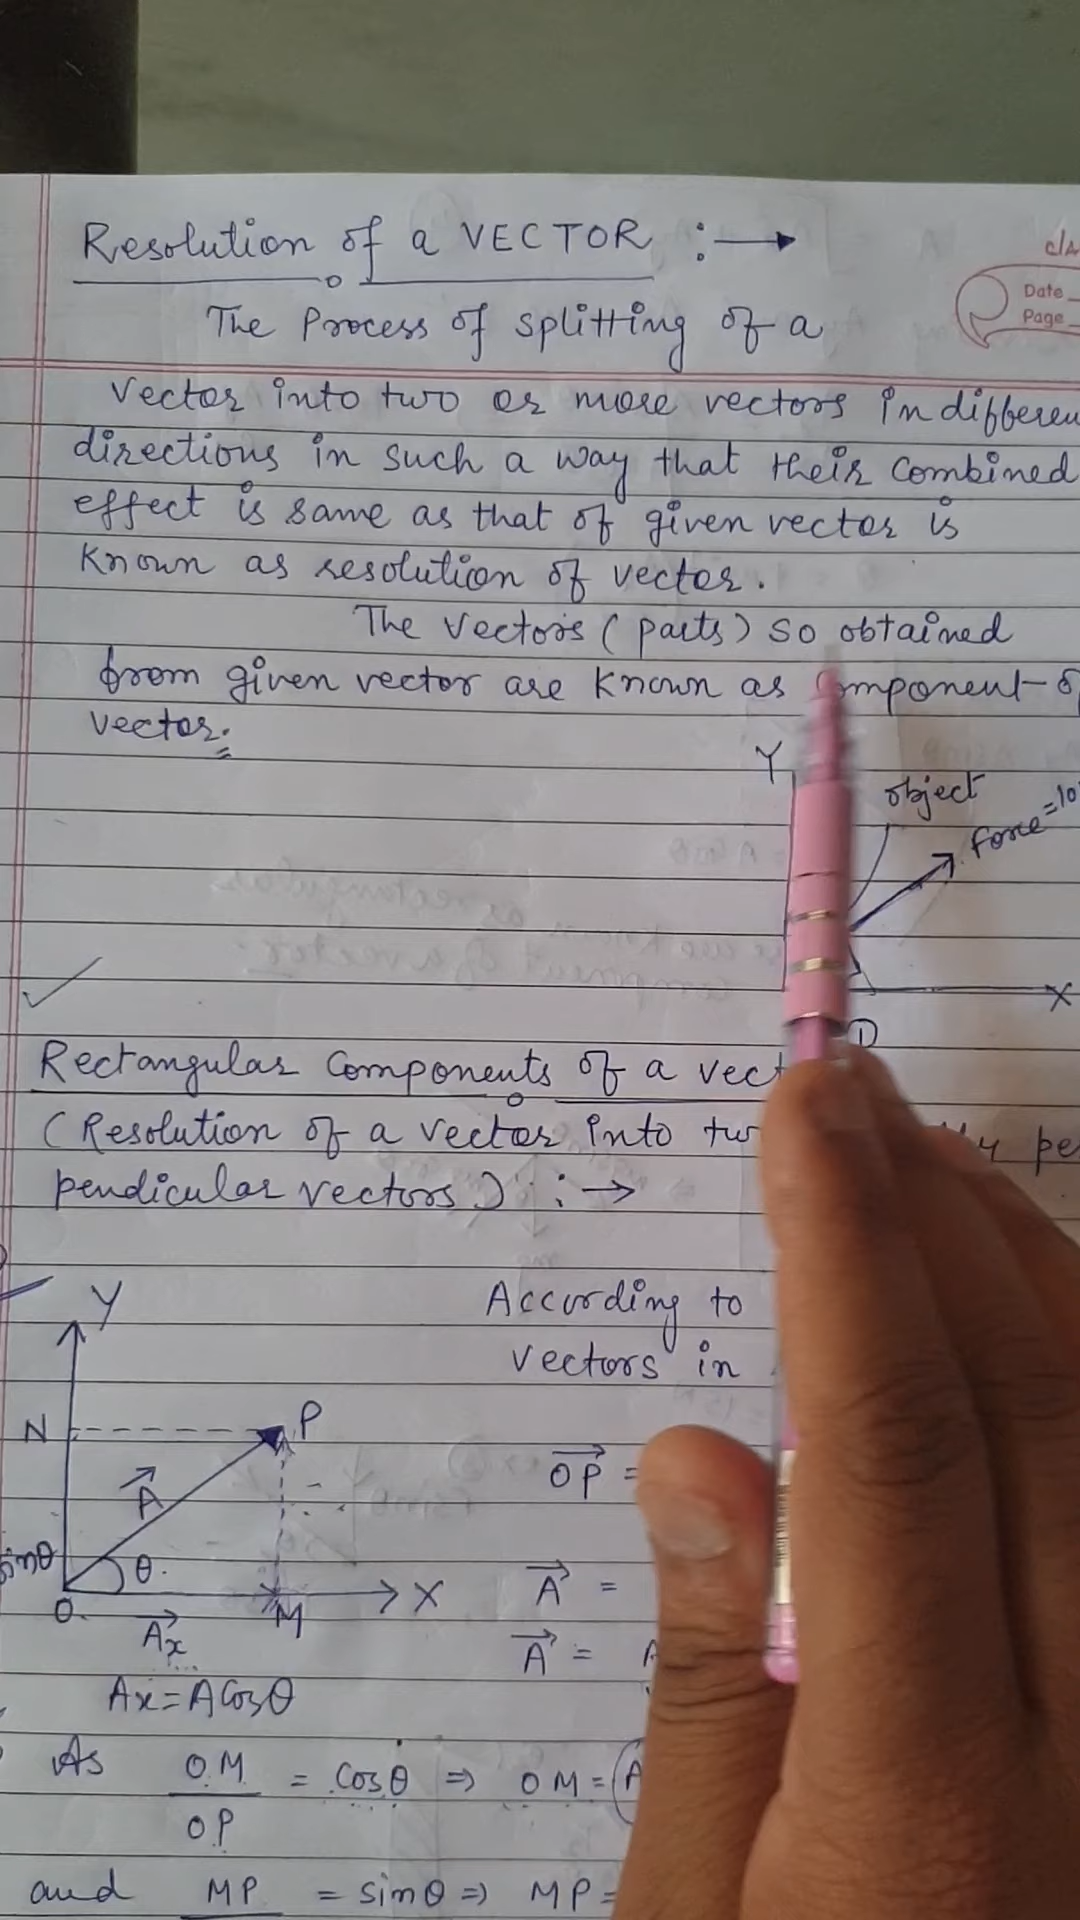 Resolution of a VECTOR :→
Date
Page
The Process of splitting of a
Vector into two or more vectors in
directions in such a way that their combined
effect is same as that of given vector is
Known as resolution of vector.
The Vectors (parts) so obtained
from given vector are known as component
vector.
Y
object
Force =10
X
Rectangular Components of a
(Resolution of a vector into
pendicular vectors) :→
Y
According to
vectors in
N
P
OP =
A
θ
A =
O
M
X
Ax
A =
Ax = A Cosθ
As OM/OP = Cosθ ⇒ OM = (A
and MP = sinθ ⇒ MP =